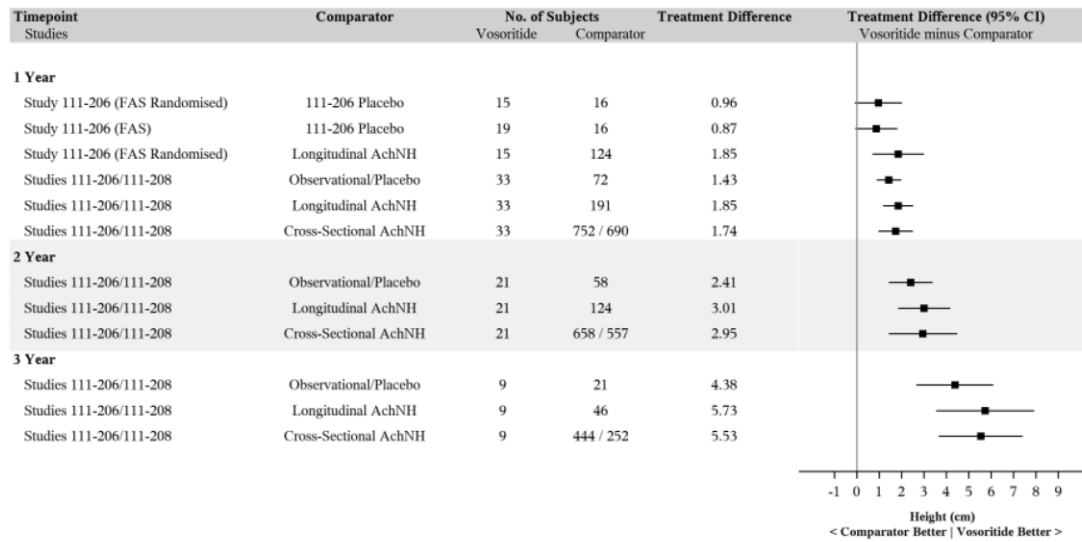 Timepoint Comparator No. of Subjects Treatment Difference Treatment Difference (95% CI)
Studies Vosoritide Comparator Vosoritide minus Comparator
1 Year
Study 111-206 (FAS Randomised) 111-206 Placebo 15 16 0.96
Study 111-206 (FAS) 111-206 Placebo 19 16 0.87
Study 111-206 (FAS Randomised) Longitudinal AchNH 15 124 1.85
Studies 111-206/111-208 Observational/Placebo 33 72 1.43
Studies 111-206/111-208 Longitudinal AchNH 33 191 1.85
Studies 111-206/111-208 Cross-Sectional AchNH 33 752 / 690 1.74
2 Year
Studies 111-206/111-208 Observational/Placebo 21 58 2.41
Studies 111-206/111-208 Longitudinal AchNH 21 124 3.01
Studies 111-206/111-208 Cross-Sectional AchNH 21 658 / 557 2.95
3 Year
Studies 111-206/111-208 Observational/Placebo 9 21 4.38
Studies 111-206/111-208 Longitudinal AchNH 9 46 5.73
Studies 111-206/111-208 Cross-Sectional AchNH 9 444 / 252 5.53
-1 0 1 2 3 4 5 6 7 8 9
Height (cm)
< Comparator Better | Vosoritide Better >